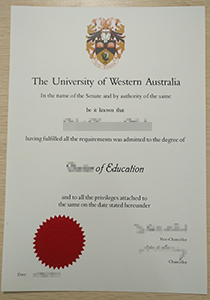 The University of Western Australia
In the name of the Senate and by authority of the same
be it known that
having fulfilled all the requirements was admitted to the degree of
of Education
and to all the privileges attached to
the same on the date stated hereunder
Vice-Chancellor
Chancellor
Date